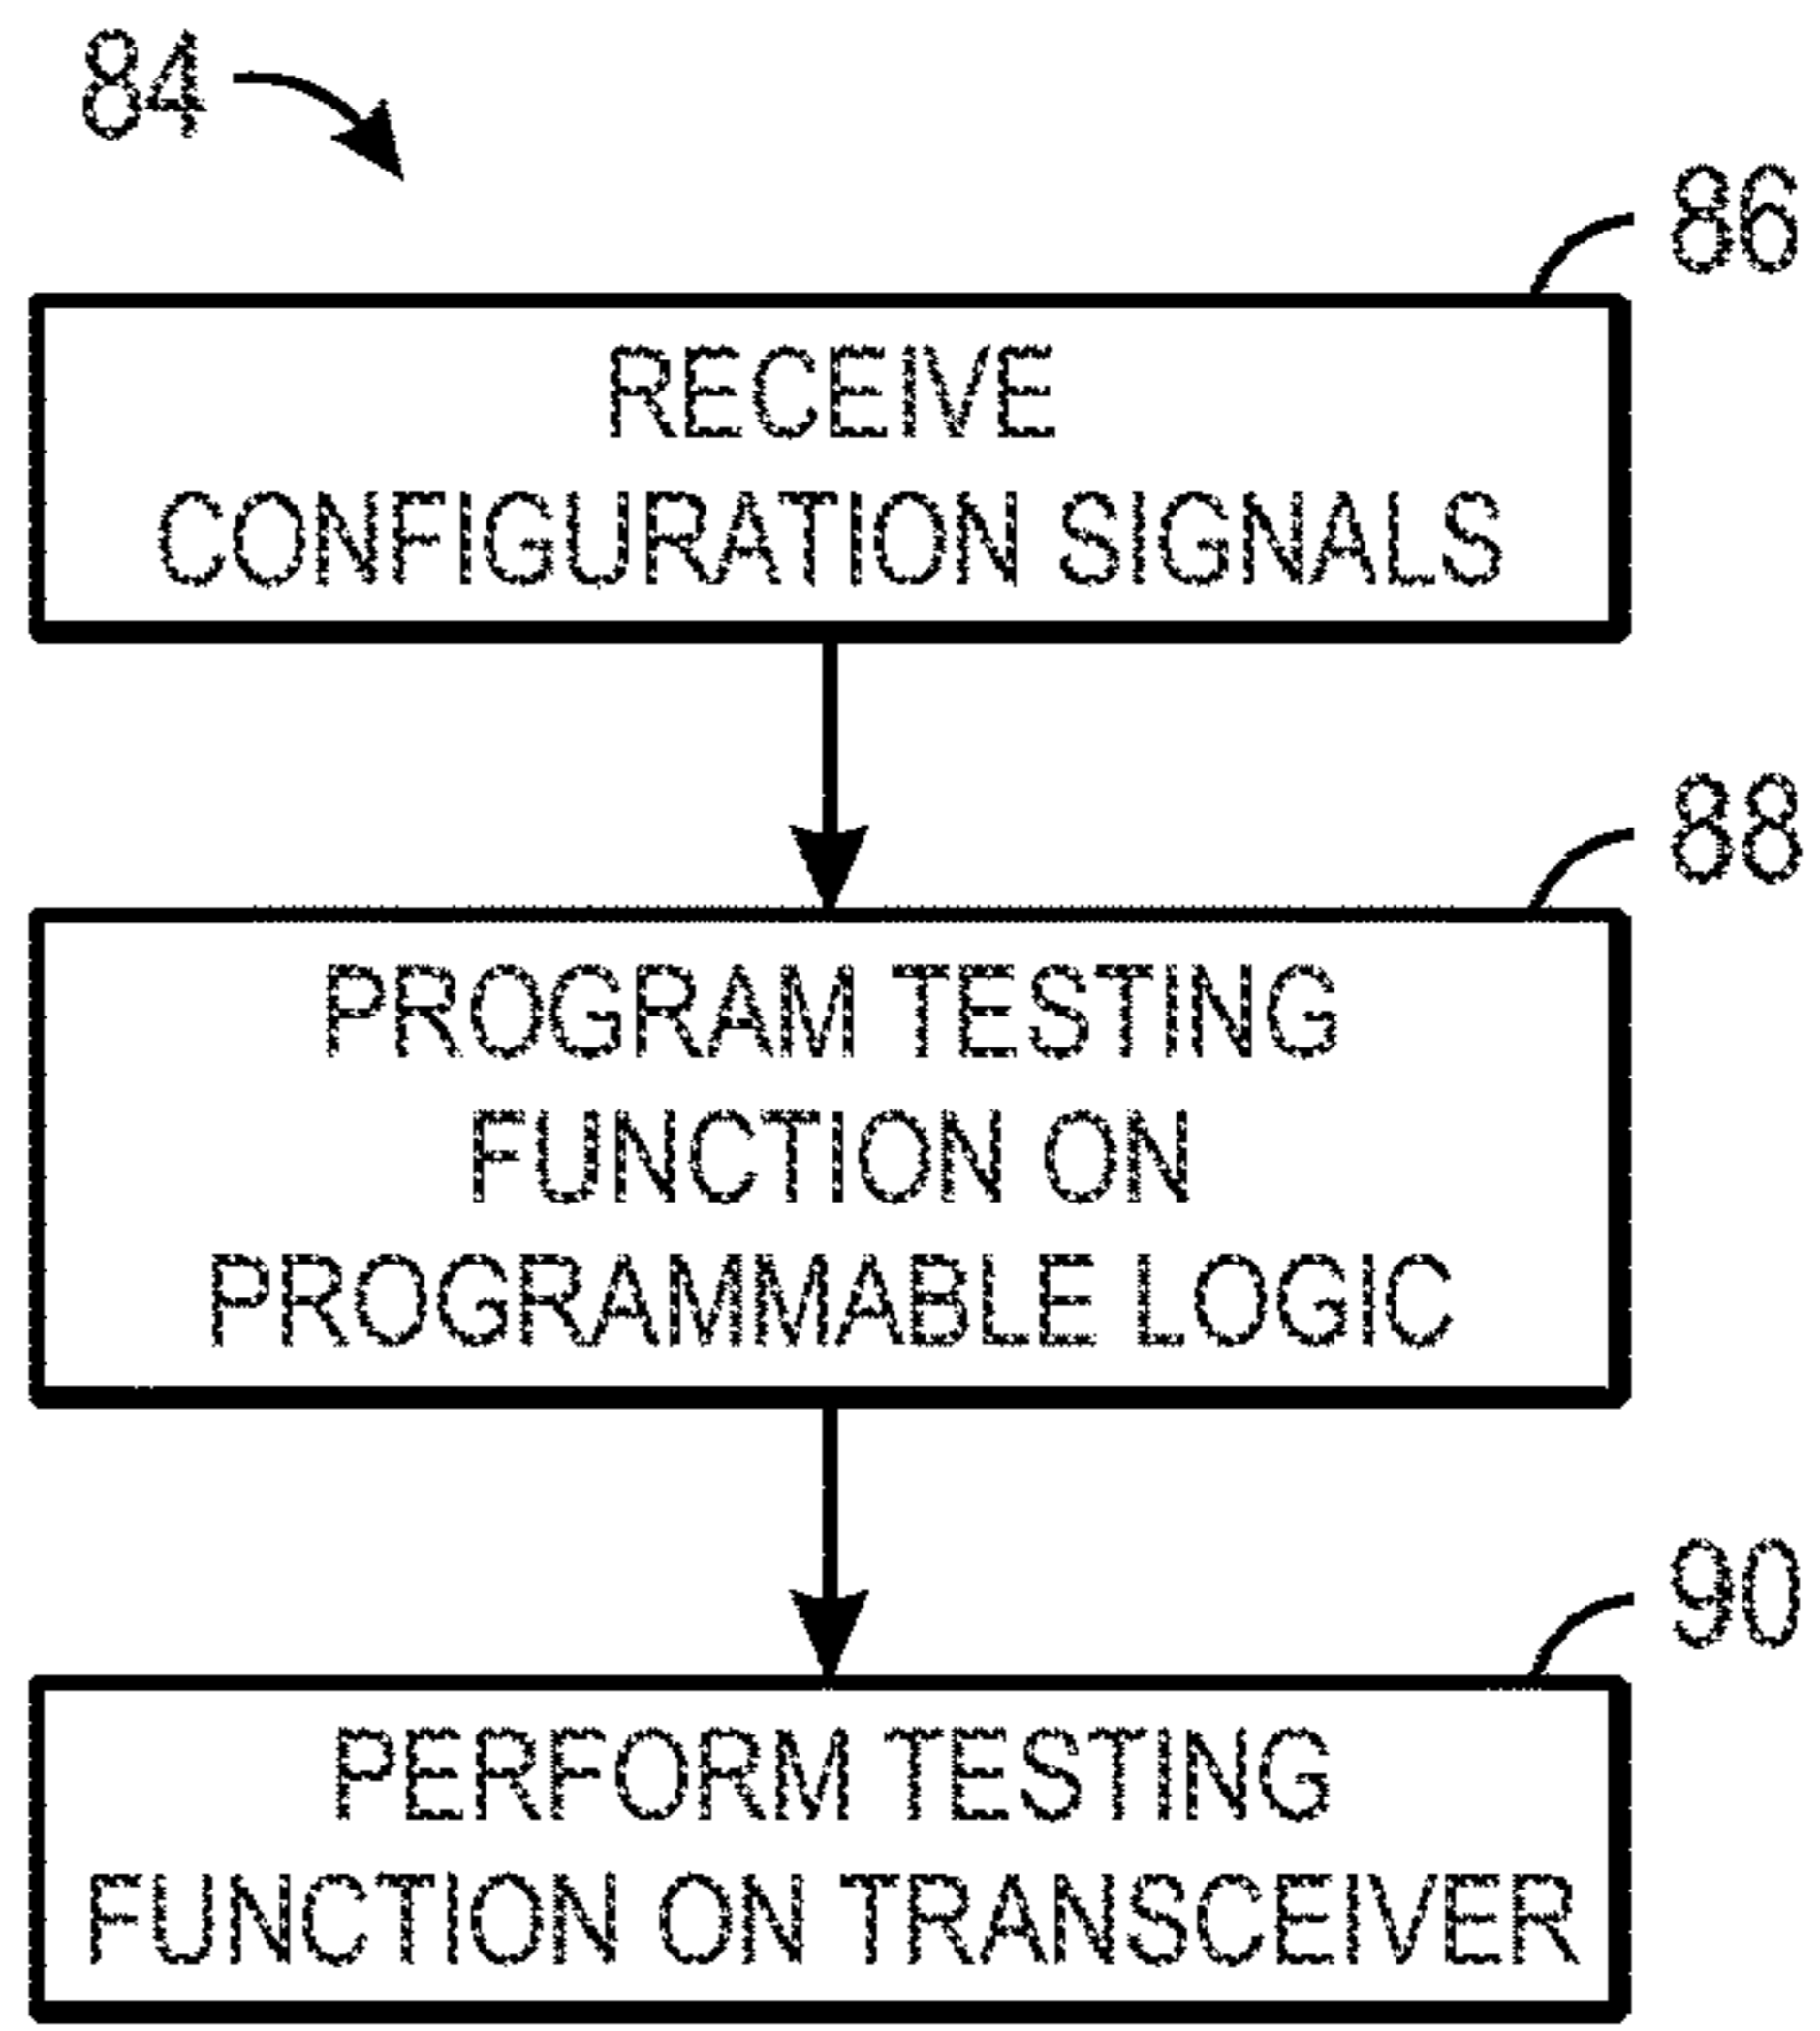 84
86
RECEIVE
CONFIGURATION SIGNALS
88
PROGRAM TESTING
FUNCTION ON
PROGRAMMABLE LOGIC
90
PERFORM TESTING
FUNCTION ON TRANSCEIVER